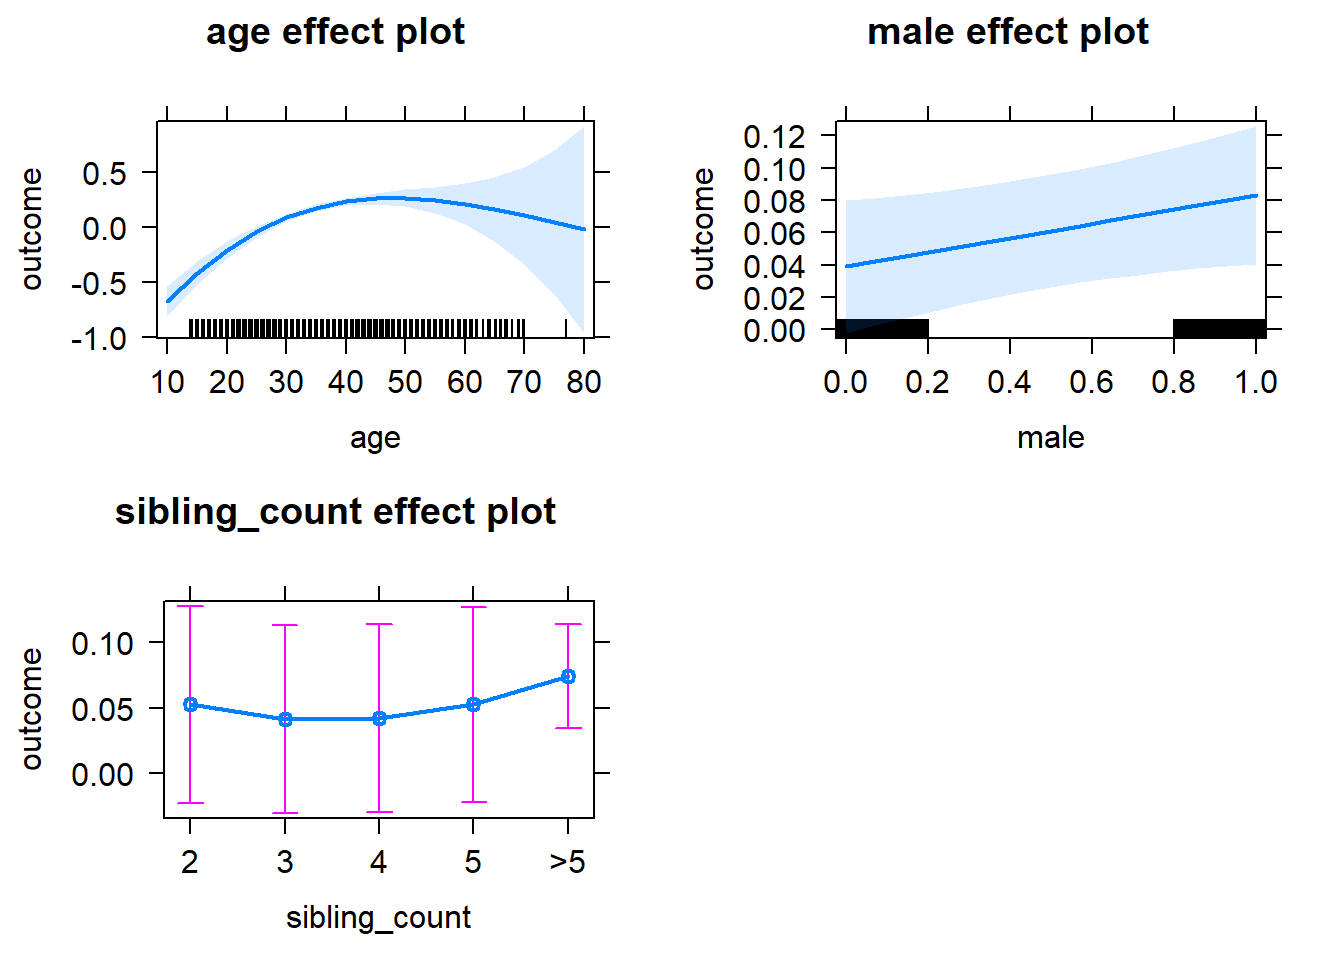 age effect plot
outcome
0.5
0.0
-0.5
-1.0
10 20 30 40 50 60 70 80
age
male effect plot
outcome
0.12
0.10
0.08
0.06
0.04
0.02
0.00
0.0 0.2 0.4 0.6 0.8 1.0
male
sibling_count effect plot
outcome
0.10
0.05
0.00
2 3 4 5 >5
sibling_count